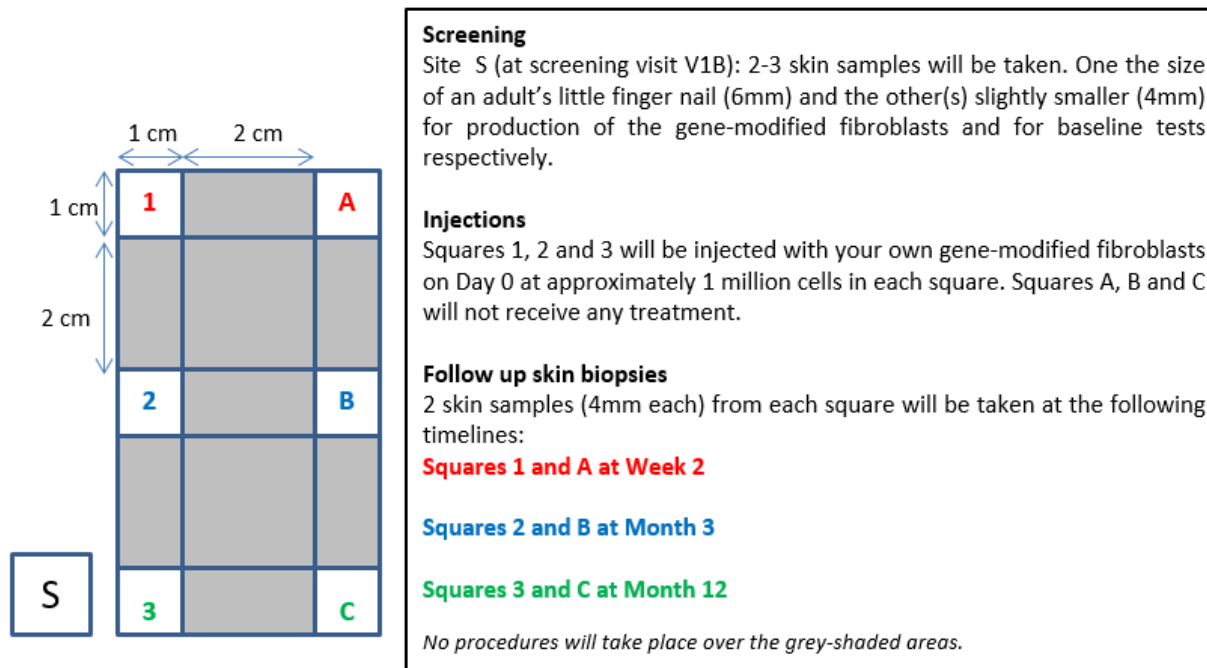 1 cm
2 cm
1 cm
1
A
2 cm
2
B
S
3
C
Screening
Site S (at screening visit V1B): 2-3 skin samples will be taken. One the size
of an adult's little finger nail (6mm) and the other(s) slightly smaller (4mm)
for production of the gene-modified fibroblasts and for baseline tests
respectively.
Injections
Squares 1, 2 and 3 will be injected with your own gene-modified fibroblasts
on Day 0 at approximately 1 million cells in each square. Squares A, B and C
will not receive any treatment.
Follow up skin biopsies
2 skin samples (4mm each) from each square will be taken at the following
timelines:
Squares 1 and A at Week 2
Squares 2 and B at Month 3
Squares 3 and C at Month 12
No procedures will take place over the grey-shaded areas.